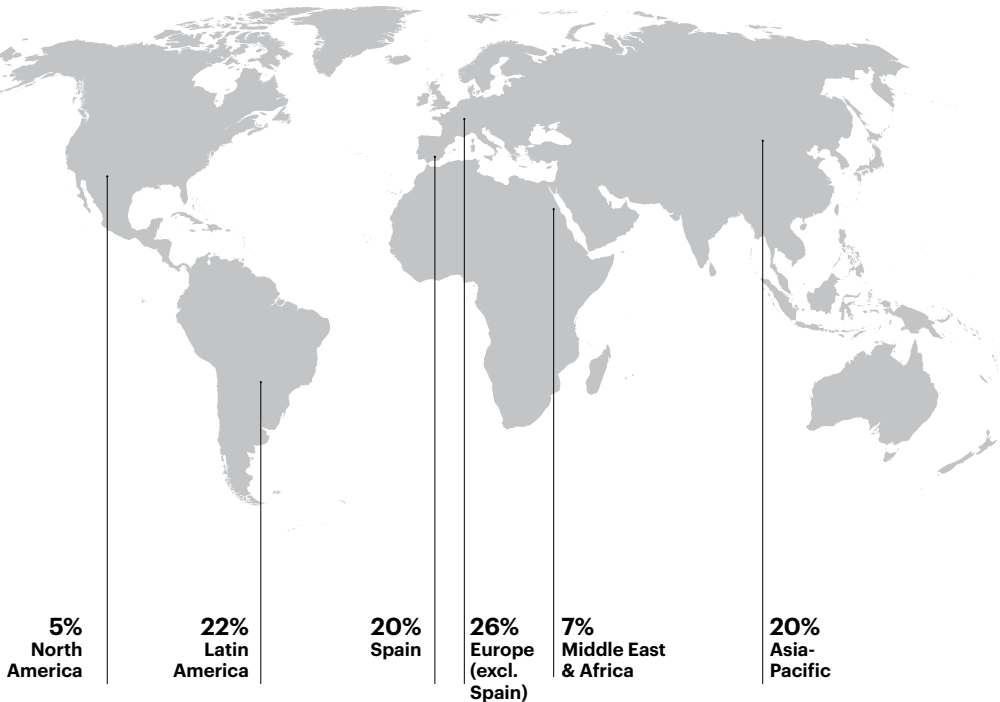 5%
North
America
22%
Latin
America
20%
Spain
26%
Europe
(excl.
Spain)
7%
Middle East
& Africa
20%
Asia-
Pacific